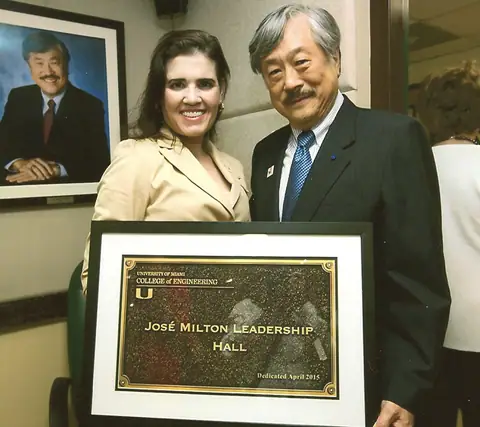 UNIVERSITY OF MIAMI
COLLEGE of ENGINEERING
U
JOSÉ MILTON LEADERSHIP
HALL
Dedicated April 2015